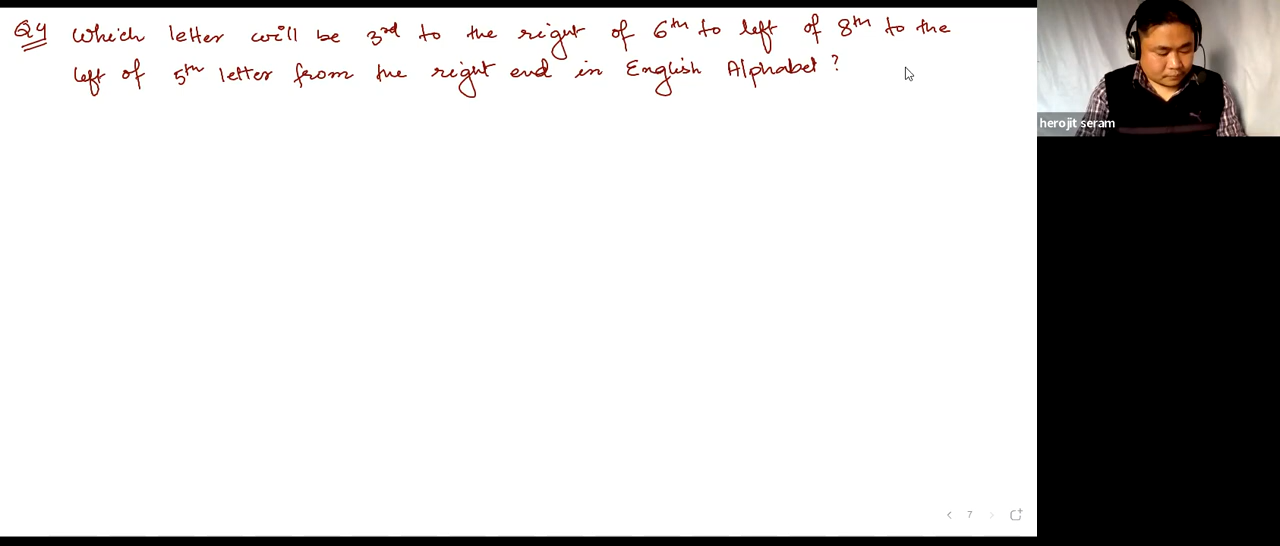 Q4 Which letter will be 3rd to the right of 6th to left of 8th to the
left of 5th letter from the right end in English Alphabet ?
herojit seram
7